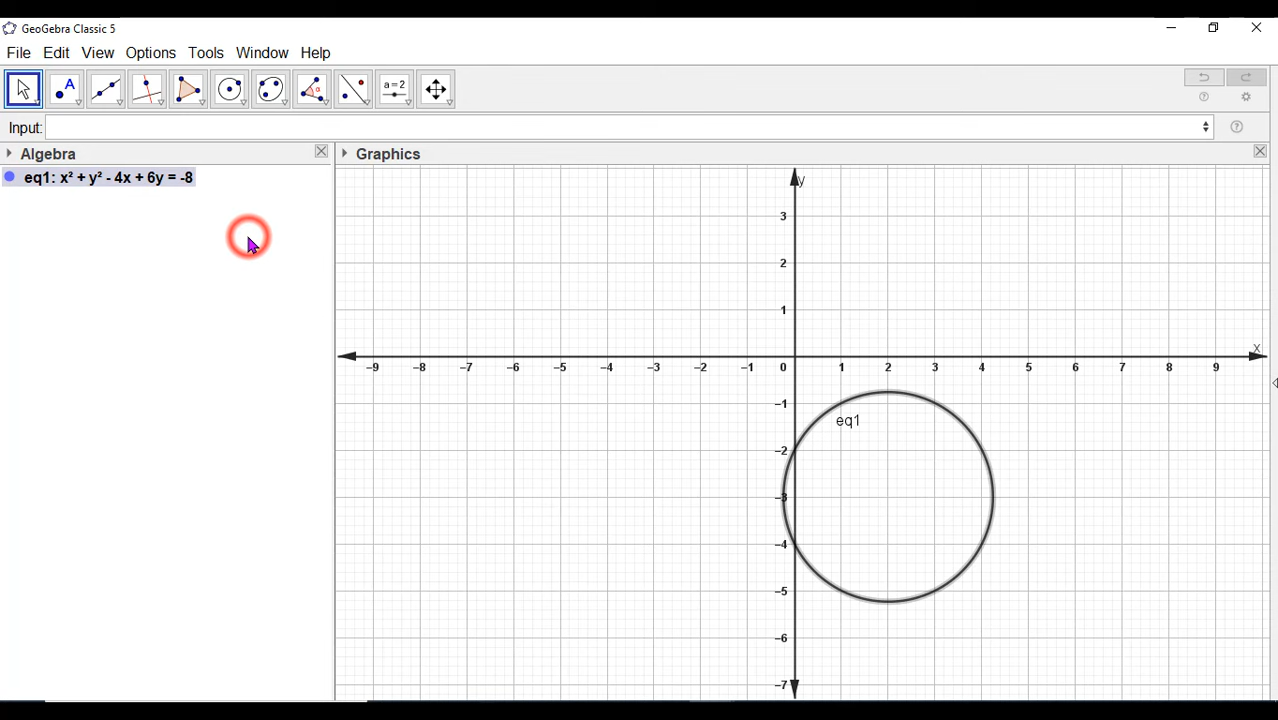 GeoGebra Classic 5
File Edit View Options Tools Window Help
A α a=2
Input:
Algebra
Graphics
eq1: x² + y² - 4x + 6y = -8
y
3
2
1
x
–9 –8 –7 –6 –5 –4 –3 –2 –1 0 1 2 3 4 5 6 7 8 9
–1
eq1
–2
–3
–4
–5
–6
–7